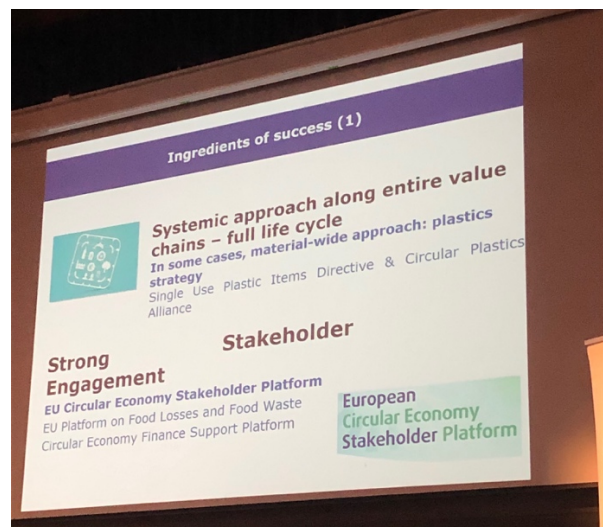 Ingredients of success (1)
Systemic approach along entire value
chains – full life cycle
In some cases, material-wide approach: plastics
strategy
Single Use Plastic Items Directive & Circular Plastics
Alliance
Strong Stakeholder
Engagement
EU Circular Economy Stakeholder Platform
EU Platform on Food Losses and Food Waste
Circular Economy Finance Support Platform
European
Circular Economy
Stakeholder Platform